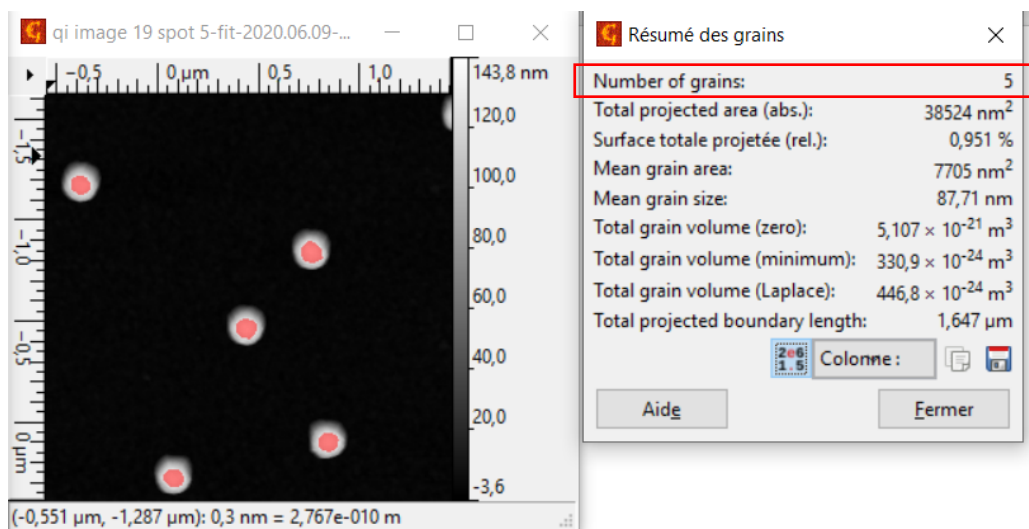 qi image 19 spot 5-fit-2020.06.09-...
-0,5 0,µm 0,5 1,0
143,8 nm
120,0
100,0
80,0
60,0
40,0
20,0
-3,6
-1,5
-1,0
-0,5
0 µm
(-0,551 µm, -1,287 µm): 0,3 nm = 2,767e-010 m
Résumé des grains
Number of grains: 5
Total projected area (abs.): 38524 nm²
Surface totale projetée (rel.): 0,951 %
Mean grain area: 7705 nm²
Mean grain size: 87,71 nm
Total grain volume (zero): 5,107 × 10⁻²¹ m³
Total grain volume (minimum): 330,9 × 10⁻²⁴ m³
Total grain volume (Laplace): 446,8 × 10⁻²⁴ m³
Total projected boundary length: 1,647 µm
2e6
1.5
Colonne :
Aide Fermer